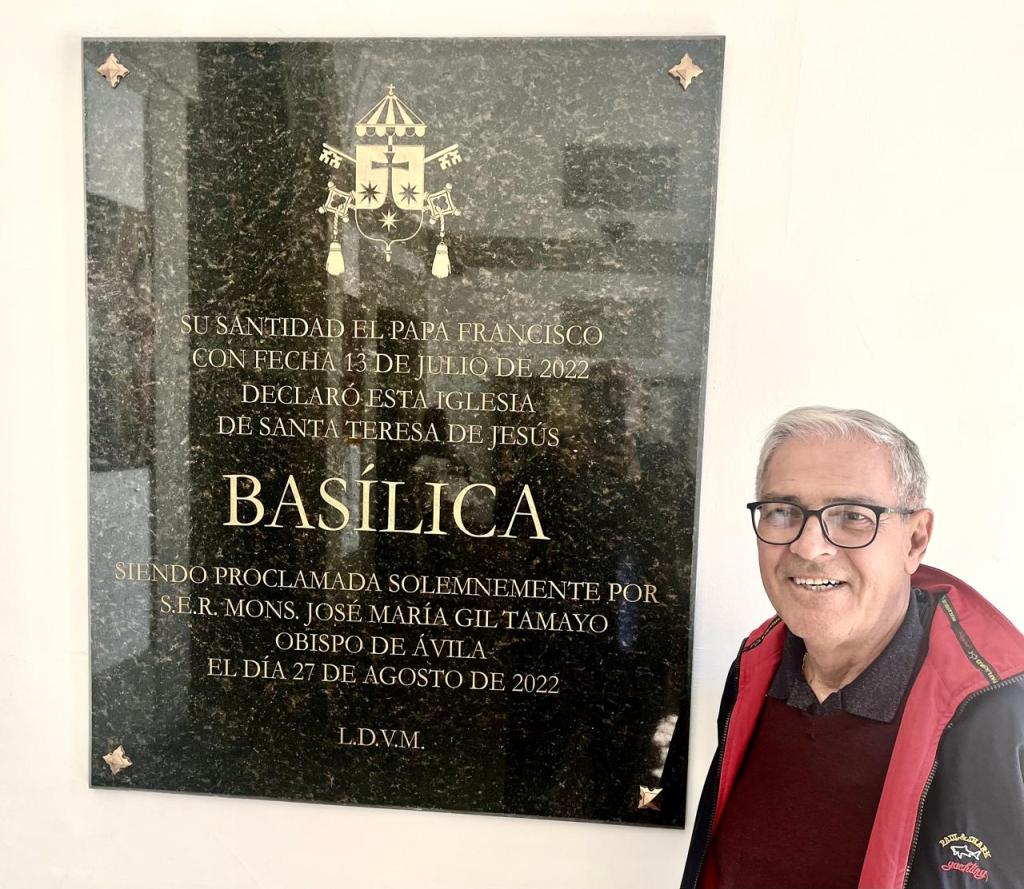 SU SANTIDAD EL PAPA FRANCISCO
CON FECHA 13 DE JULIO DE 2022
DECLARÓ ESTA IGLESIA
DE SANTA TERESA DE JESÚS
BASÍLICA
SIENDO PROCLAMADA SOLEMNEMENTE POR
S.E.R. MONS. JOSÉ MARÍA GIL TAMAYO
OBISPO DE ÁVILA
EL DÍA 27 DE AGOSTO DE 2022
L.D.V.M.
PAUL & SHARK
yachting